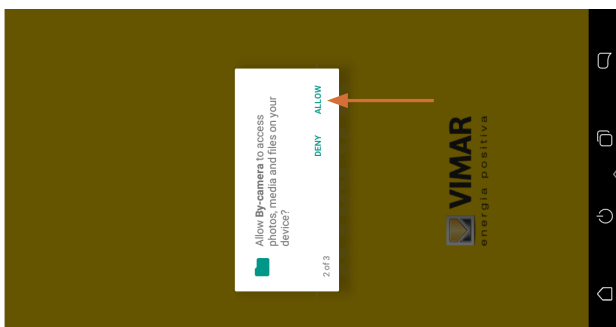 Allow By-camera to access
photos, media and files on your
device?
2 of 3
DENY
ALLOW
VIMAR
energia positiva